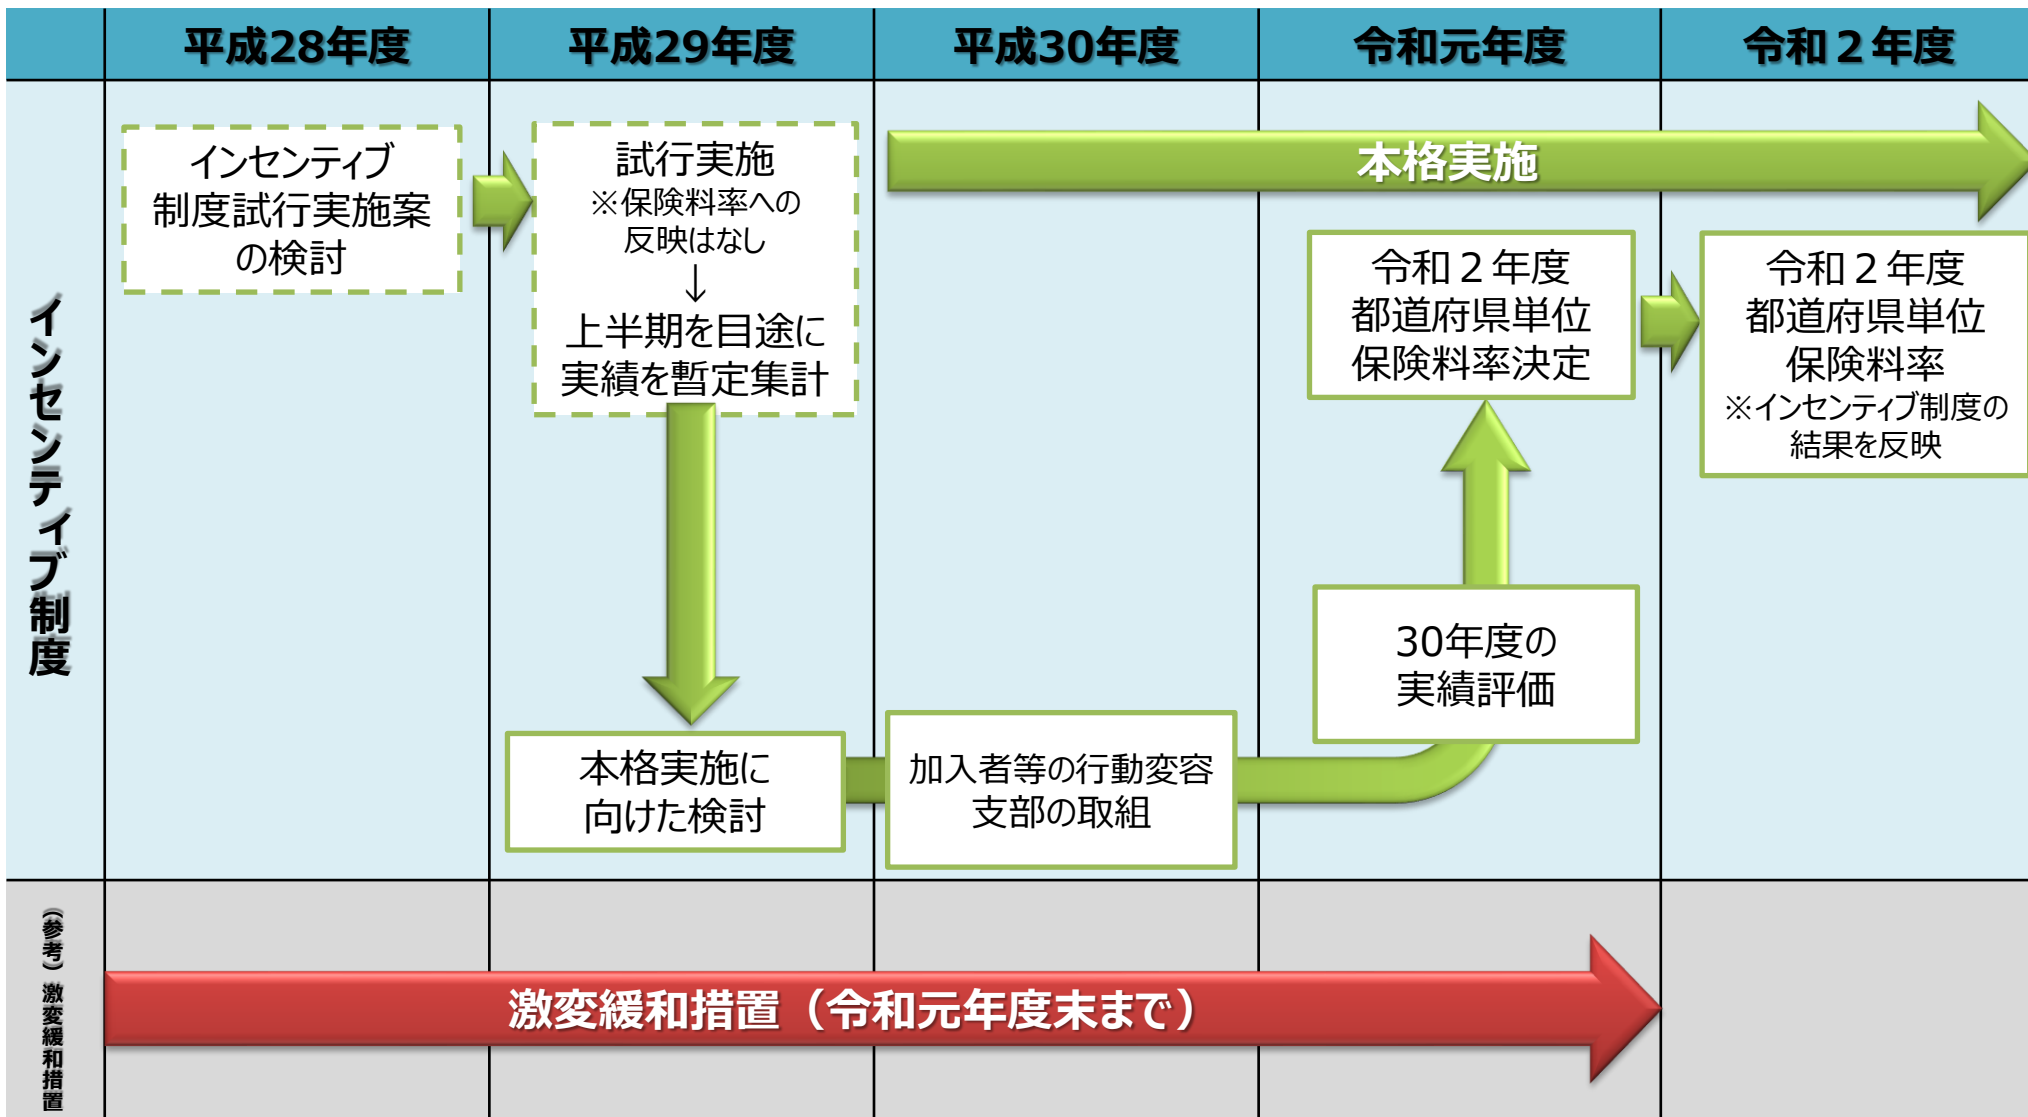 平成28年度
平成29年度
平成30年度
令和元年度
令和２年度
インセンティブ制度
インセンティブ
制度試行実施案
の検討
試行実施
※保険料率への
反映はなし
↓
上半期を目途に
実績を暫定集計
本格実施
令和２年度
都道府県単位
保険料率決定
令和２年度
都道府県単位
保険料率
※インセンティブ制度の
結果を反映
30年度の
実績評価
本格実施に
向けた検討
加入者等の行動変容
支部の取組
（参考）激変緩和措置
激変緩和措置（令和元年度末まで）